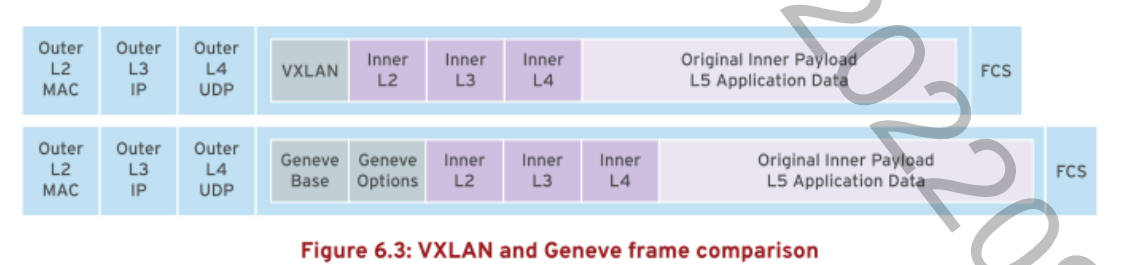 Outer L2 MAC
Outer L3 IP
Outer L4 UDP
VXLAN
Inner L2
Inner L3
Inner L4
Original Inner Payload
L5 Application Data
FCS
Outer L2 MAC
Outer L3 IP
Outer L4 UDP
Geneve Base
Geneve Options
Inner L2
Inner L3
Inner L4
Original Inner Payload
L5 Application Data
FCS
Figure 6.3: VXLAN and Geneve frame comparison